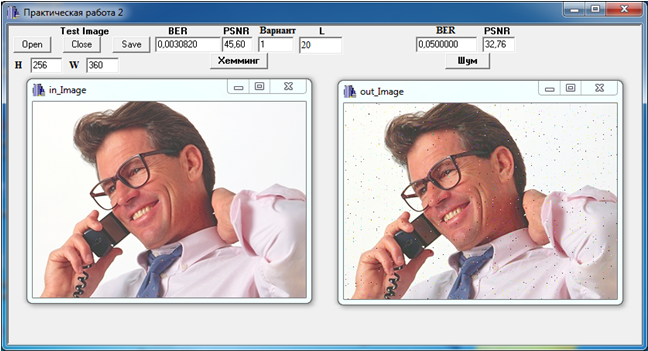 Практическая работа 2
Test Image BER PSNR Вариант L BER PSNR
Open Close Save 0,0030820 45,60 1 20 0,0500000 32,76
H 256 W 360 Хемминг Шум
in_Image
out_Image